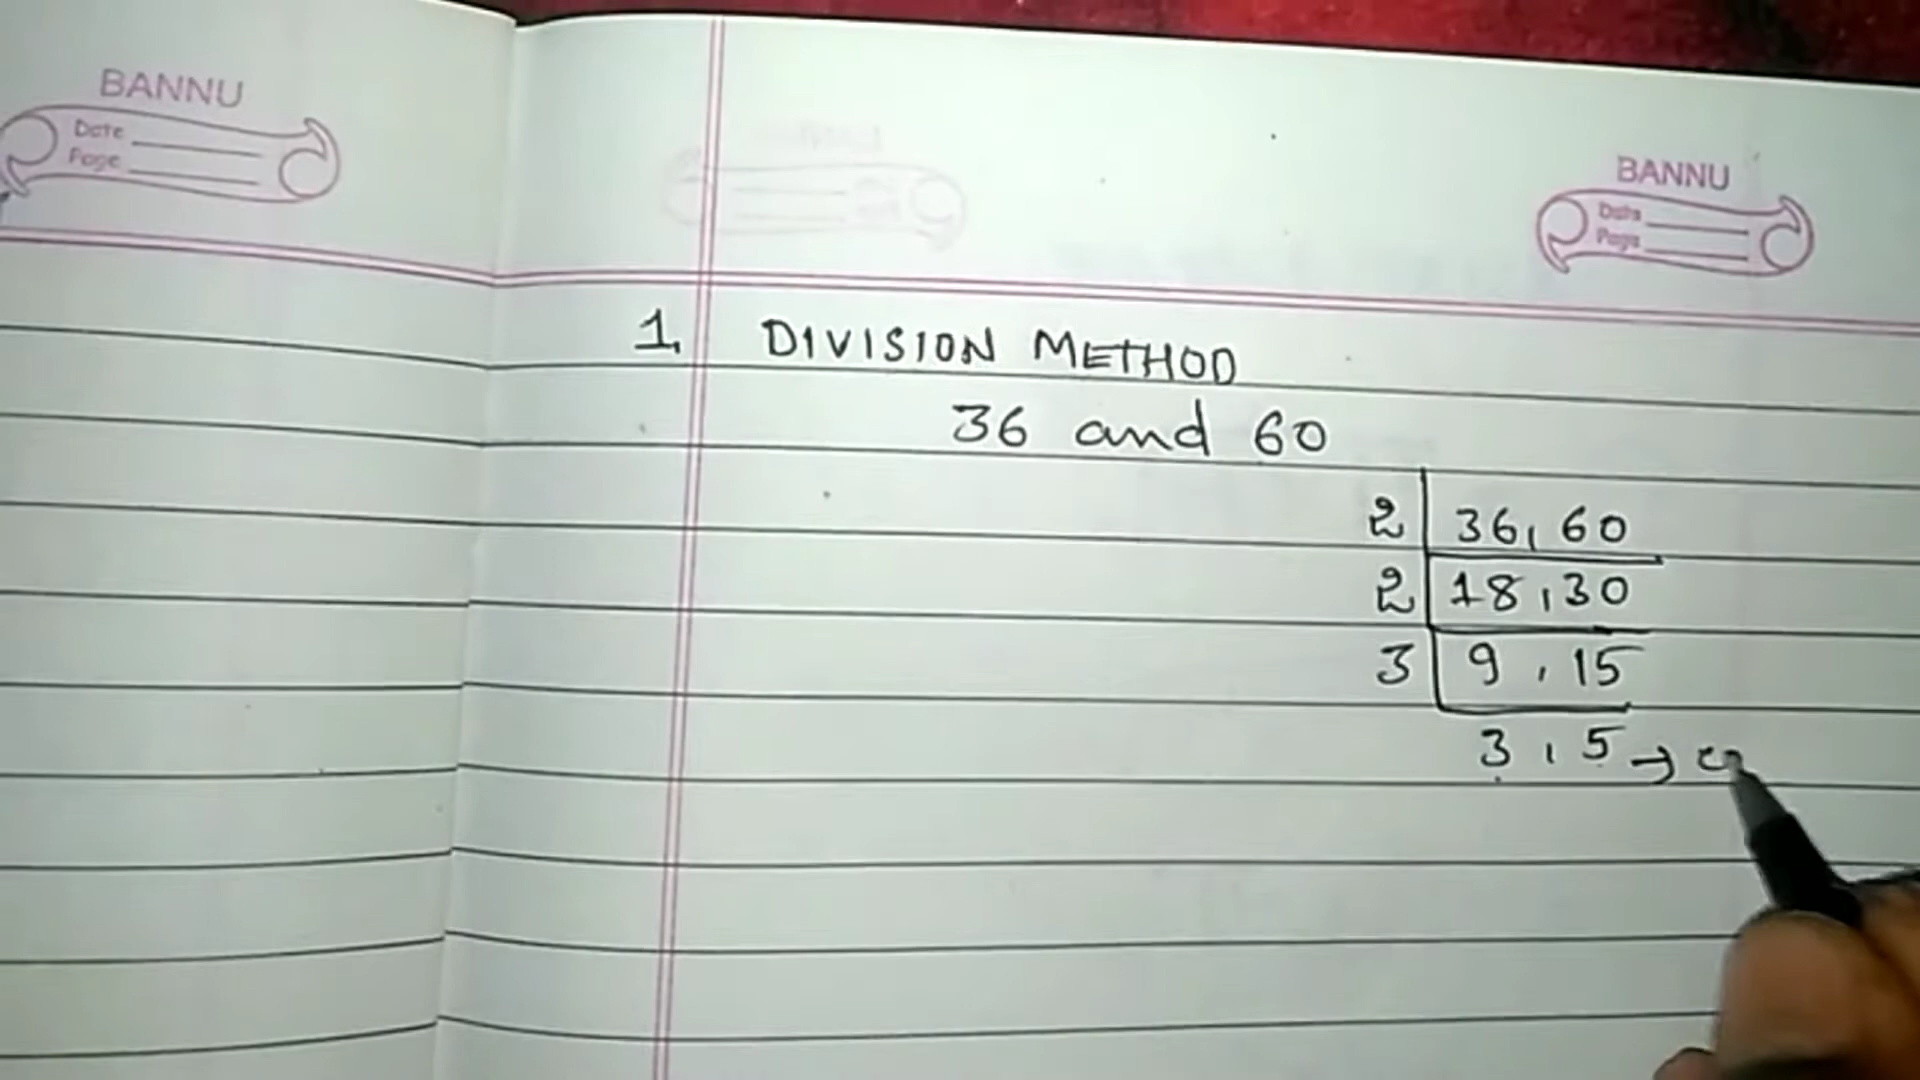 BANNU
Date
Page
BANNU
Date
Page
1. DIVISION METHOD
36 and 60
2 36, 60
2 18, 30
3 9, 15
3, 5 →